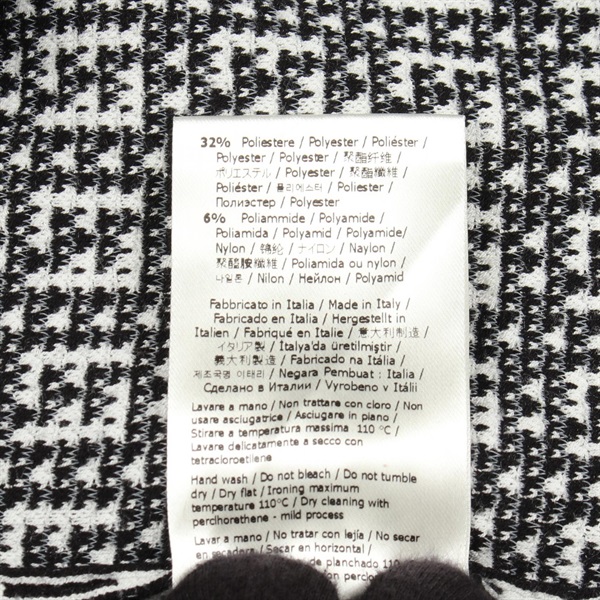 32% Poliestere / Polyester / Poliéster /
Polyester / Polyester / 聚酯纤维 /
ポリエステル / Polyester / 聚酯纖維 /
Poliéster / 폴리에스터 / Poliester /
Полиэстер / Polyester
6% Poliammide / Polyamide /
Poliamida / Polyamid / Polyamide/
Nylon / 锦纶 / ナイロン / Naylon /
聚醯胺纖維 / Poliamida ou nylon /
나일론 / Nilon / Нейлон / Polyamid
Fabbricato in Italia / Made in Italy /
Fabricado en Italia / Hergestellt in
Italien / Fabriqué en Italie / 意大利制造 /
イタリア製 / Italya'da üretilmiştir /
義大利製造 / Fabricado na Itália /
제조국명 이태리 / Negara Pembuat : Italia /
Сделано в Италии / Vyrobeno v Itálii
Lavare a mano / Non trattare con cloro / Non
usare asciugatrice / Asciugare in piano /
Stirare a temperatura massima 110 °C /
Lavare delicatamente a secco con
tetracloroetilene
Hand wash / Do not bleach / Do not tumble
dry / Dry flat / Ironing maximum
temperature 110°C / Dry cleaning with
perclhorethene - mild process
Lavar a mano / No tratar con lejía / No secar
en secadora / Secar en horizontal /
de planchado 110
on perclor